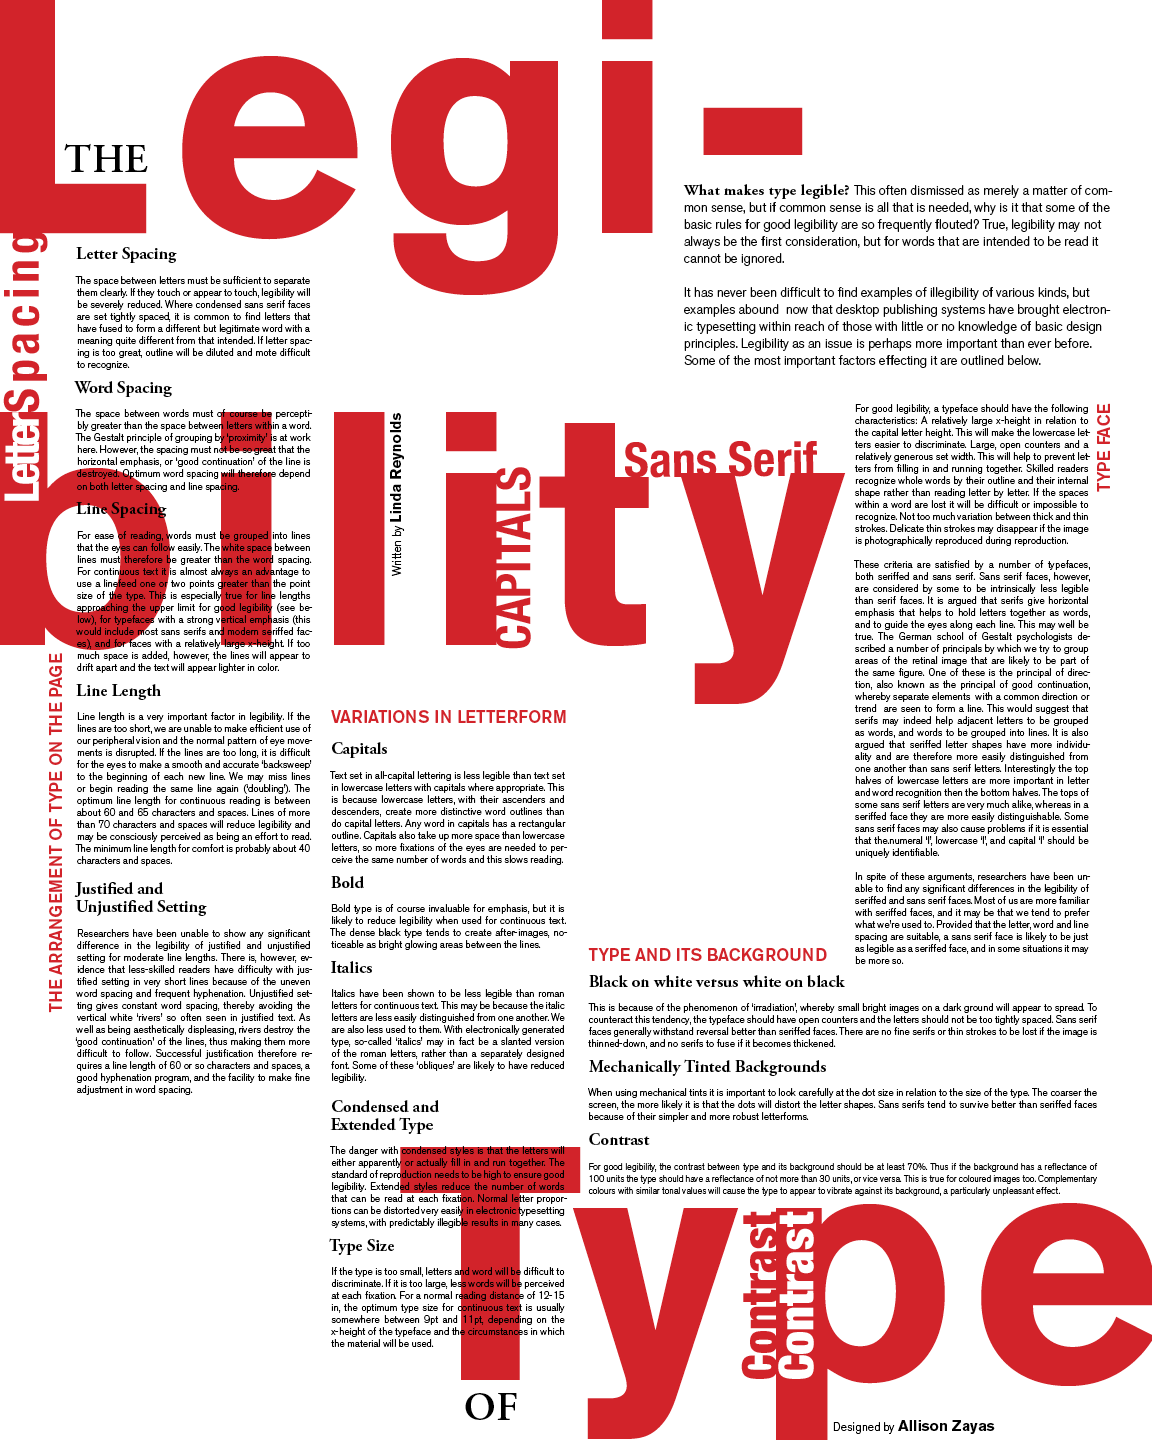 THE
Legi-
bility
OF
Type
What makes type legible? This often dismissed as merely a matter of com-
mon sense, but if common sense is all that is needed, why is it that some of the
basic rules for good legibility are so frequently flouted? True, legibility may not
always be the first consideration, but for words that are intended to be read it
cannot be ignored.
It has never been difficult to find examples of illegibility of various kinds, but
examples abound now that desktop publishing systems have brought electron-
ic typesetting within reach of those with little or no knowledge of basic design
principles. Legibility as an issue is perhaps more important than ever before.
Some of the most important factors effecting it are outlined below.
Written by Linda Reynolds
LetterSpacing
THE ARRANGEMENT OF TYPE ON THE PAGE
Letter Spacing
The space between letters must be sufficient to separate
them clearly. If they touch or appear to touch, legibility will
be severely reduced. Where condensed sans serif faces
are set tightly spaced, it is common to find letters that
have fused to form a different but legitimate word with a
meaning quite different from that intended. If letter spac-
ing is too great, outline will be diluted and mote difficult
to recognize.
Word Spacing
The space between words must of course be percepti-
bly greater than the space between letters within a word.
The Gestalt principle of grouping by 'proximity' is at work
here. However, the spacing must not be so great that the
horizontal emphasis, or 'good continuation' of the line is
destroyed. Optimum word spacing will therefore depend
on both letter spacing and line spacing.
Line Spacing
For ease of reading, words must be grouped into lines
that the eyes can follow easily. The white space between
lines must therefore be greater than the word spacing.
For continuous text it is almost always an advantage to
use a linefeed one or two points greater than the point
size of the type. This is especially true for line lengths
approaching the upper limit for good legibility (see be-
low), for typefaces with a strong vertical emphasis (this
would include most sans serifs and modern seriffed fac-
es), and for faces with a relatively large x-height. If too
much space is added, however, the lines will appear to
drift apart and the text will appear lighter in color.
Line Length
Line length is a very important factor in legibility. If the
lines are too short, we are unable to make efficient use of
our peripheral vision and the normal pattern of eye move-
ments is disrupted. If the lines are too long, it is difficult
for the eyes to make a smooth and accurate 'backsweep'
to the beginning of each new line. We may miss lines
or begin reading the same line again ('doubling'). The
optimum line length for continuous reading is between
about 60 and 65 characters and spaces. Lines of more
than 70 characters and spaces will reduce legibility and
may be consciously perceived as being an effort to read.
The minimum line length for comfort is probably about 40
characters and spaces.
Justified and
Unjustified Setting
Researchers have been unable to show any significant
difference in the legibility of justified and unjustified
setting for moderate line lengths. There is, however, ev-
idence that less-skilled readers have difficulty with jus-
tified setting in very short lines because of the uneven
word spacing and frequent hyphenation. Unjustified set-
ting gives constant word spacing, thereby avoiding the
vertical white 'rivers' so often seen in justified text. As
well as being aesthetically displeasing, rivers destroy the
'good continuation' of the lines, thus making them more
difficult to follow. Successful justification therefore re-
quires a line length of 60 or so characters and spaces, a
good hyphenation program, and the facility to make fine
adjustment in word spacing.
CAPITALS
VARIATIONS IN LETTERFORM
Capitals
Text set in all-capital lettering is less legible than text set
in lowercase letters with capitals where appropriate. This
is because lowercase letters, with their ascenders and
descenders, create more distinctive word outlines than
do capital letters. Any word in capitals has a rectangular
outline. Capitals also take up more space than lowercase
letters, so more fixations of the eyes are needed to per-
ceive the same number of words and this slows reading.
Bold
Bold type is of course invaluable for emphasis, but it is
likely to reduce legibility when used for continuous text.
The dense black type tends to create after-images, no-
ticeable as bright glowing areas between the lines.
Italics
Italics have been shown to be less legible than roman
letters for continuous text. This may be because the italic
letters are less easily distinguished from one another. We
are also less used to them. With electronically generated
type, so-called 'italics' may in fact be a slanted version
of the roman letters, rather than a separately designed
font. Some of these 'obliques' are likely to have reduced
legibility.
Condensed and
Extended Type
The danger with condensed styles is that the letters will
either apparently or actually fill in and run together. The
standard of reproduction needs to be high to ensure good
legibility. Extended styles reduce the number of words
that can be read at each fixation. Normal letter propor-
tions can be distorted very easily in electronic typesetting
systems, with predictably illegible results in many cases.
Type Size
If the type is too small, letters and word will be difficult to
discriminate. If it is too large, less words will be perceived
at each fixation. For a normal reading distance of 12-15
in, the optimum type size for continuous text is usually
somewhere between 9pt and 11pt, depending on the
x-height of the typeface and the circumstances in which
the material will be used.
Sans Serif
TYPE FACE
For good legibility, a typeface should have the following
characteristics: A relatively large x-height in relation to
the capital letter height. This will make the lowercase let-
ters easier to discriminate. Large, open counters and a
relatively generous set width. This will help to prevent let-
ters from filling in and running together. Skilled readers
recognize whole words by their outline and their internal
shape rather than reading letter by letter. If the spaces
within a word are lost it will be difficult or impossible to
recognize. Not too much variation between thick and thin
strokes. Delicate thin strokes may disappear if the image
is photographically reproduced during reproduction.
These criteria are satisfied by a number of typefaces,
both seriffed and sans serif. Sans serif faces, however,
are considered by some to be intrinsically less legible
than serif faces. It is argued that serifs give horizontal
emphasis that helps to hold letters together as words,
and to guide the eyes along each line. This may well be
true. The German school of Gestalt psychologists de-
scribed a number of principals by which we try to group
areas of the retinal image that are likely to be part of
the same figure. One of these is the principal of direc-
tion, also known as the principal of good continuation,
whereby separate elements with a common direction or
trend are seen to form a line. This would suggest that
serifs may indeed help adjacent letters to be grouped
as words, and words to be grouped into lines. It is also
argued that seriffed letter shapes have more individu-
ality and are therefore more easily distinguished from
one another than sans serif letters. Interestingly the top
halves of lowercase letters are more important in letter
and word recognition then the bottom halves. The tops of
some sans serif letters are very much alike, whereas in a
seriffed face they are more easily distinguishable. Some
sans serif faces may also cause problems if it is essential
that the.numeral 'l', lowercase 'l', and capital 'I' should be
uniquely identifiable.
In spite of these arguments, researchers have been un-
able to find any significant differences in the legibility of
seriffed and sans serif faces. Most of us are more familiar
with seriffed faces, and it may be that we tend to prefer
what we're used to. Provided that the letter, word and line
spacing are suitable, a sans serif face is likely to be just
as legible as a seriffed face, and in some situations it may
be more so.
TYPE AND ITS BACKGROUND
Black on white versus white on black
This is because of the phenomenon of 'irradiation', whereby small bright images on a dark ground will appear to spread. To
counteract this tendency, the typeface should have open counters and the letters should not be too tightly spaced. Sans serif
faces generally withstand reversal better than seriffed faces. There are no fine serifs or thin strokes to be lost if the image is
thinned-down, and no serifs to fuse if it becomes thickened.
Mechanically Tinted Backgrounds
When using mechanical tints it is important to look carefully at the dot size in relation to the size of the type. The coarser the
screen, the more likely it is that the dots will distort the letter shapes. Sans serifs tend to survive better than seriffed faces
because of their simpler and more robust letterforms.
Contrast
For good legibility, the contrast between type and its background should be at least 70%. Thus if the background has a reflectance of
100 units the type should have a reflectance of not more than 30 units, or vice versa. This is true for coloured images too. Complementary
colours with similar tonal values will cause the type to appear to vibrate against its background, a particularly unpleasant effect.
Contrast
Contrast
Designed by Allison Zayas